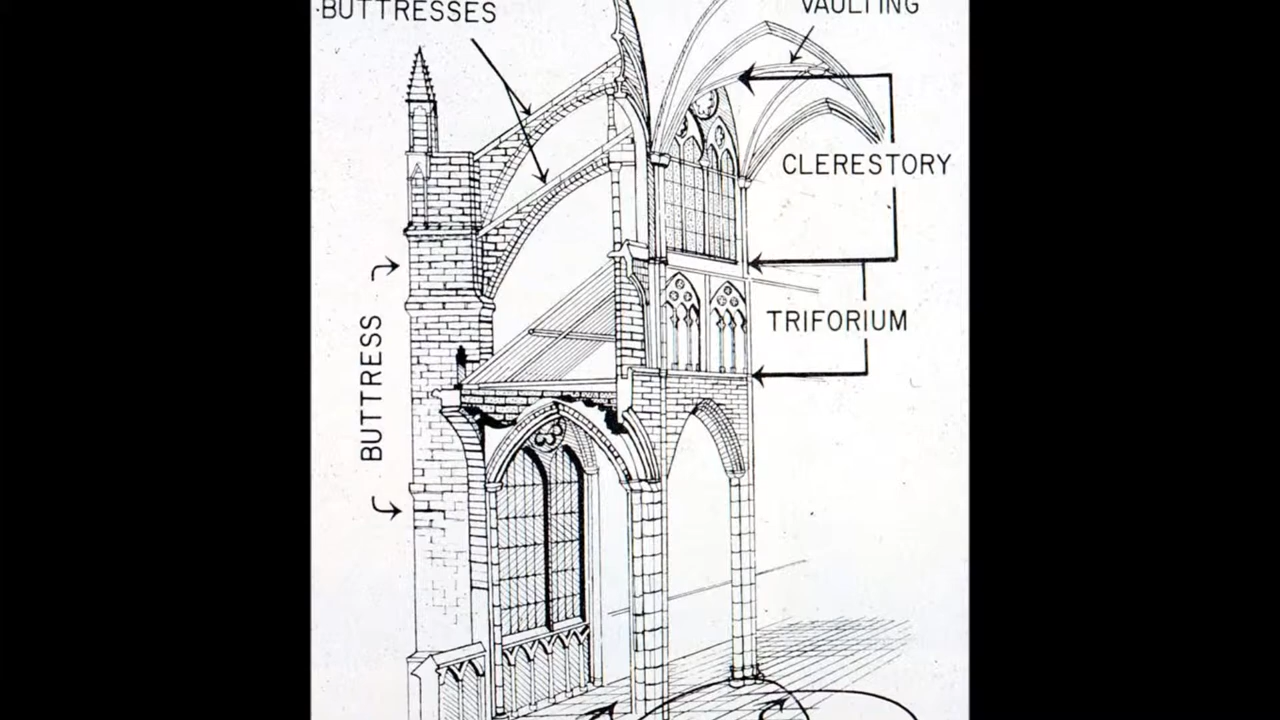 BUTTRESSES
VAULTING
CLERESTORY
TRIFORIUM
BUTTRESS